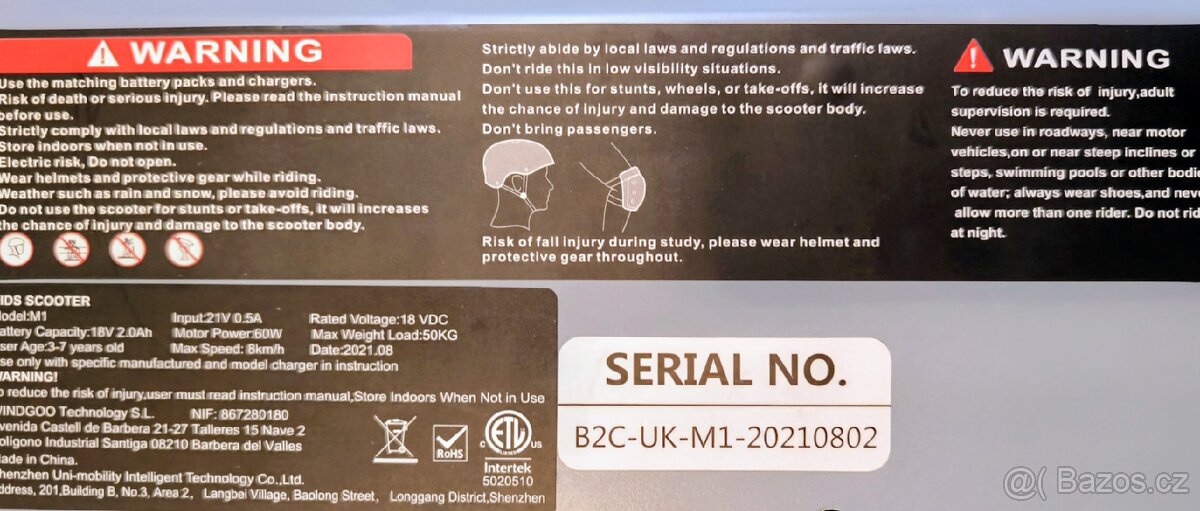 WARNING
Use the matching battery packs and chargers.
Risk of death or serious injury. Please read the instruction manual
before use.
Strictly comply with local laws and regulations and traffic laws.
Store indoors when not in use.
Electric risk, Do not open.
Wear helmets and protective gear while riding.
Weather such as rain and snow, please avoid riding.
Do not use the scooter for stunts or take-offs, it will increases
the chance of injury and damage to the scooter body.
Strictly abide by local laws and regulations and traffic laws.
Don't ride this in low visibility situations.
Don't use this for stunts, wheels, or take-offs, it will increase
the chance of injury and damage to the scooter body.
Don't bring passengers.
Risk of fall injury during study, please wear helmet and
protective gear throughout.
WARNING
To reduce the risk of injury,adult
supervision is required.
Never use in roadways, near motor
vehicles,on or near steep inclines or
steps, swimming pools or other bodie
of water; always wear shoes,and neve
allow more than one rider. Do not rid
at night.
IDS SCOOTER
Model:M1 Input:21V 0.5A Rated Voltage:18 VDC
attery Capacity:18V 2.0Ah Motor Power:60W Max Weight Load:50KG
ser Age:3-7 years old Max Speed: 8km/h Date:2021.08
se only with specific manufactured and model charger in instruction
WARNING!
o reduce the risk of injury,user must read instruction manual,Store Indoors When Not in Use
VINDGOO Technology S.L. NIF: 867280180
venida Castell de Barbera 21-27 Talleres 15 Nave 2
olígono Industrial Santiga 08210 Barbera del Valles
ade in China.
henzhen Uni-mobility Intelligent Technology Co.,Ltd.
ddress, 201,Building B, No.3, Area 2, Langbei Village, Baolong Street, Longgang District,Shenzhen
RoHS
c ETL us
Intertek
5020510
SERIAL NO.
B2C-UK-M1-20210802
@( Bazos.cz